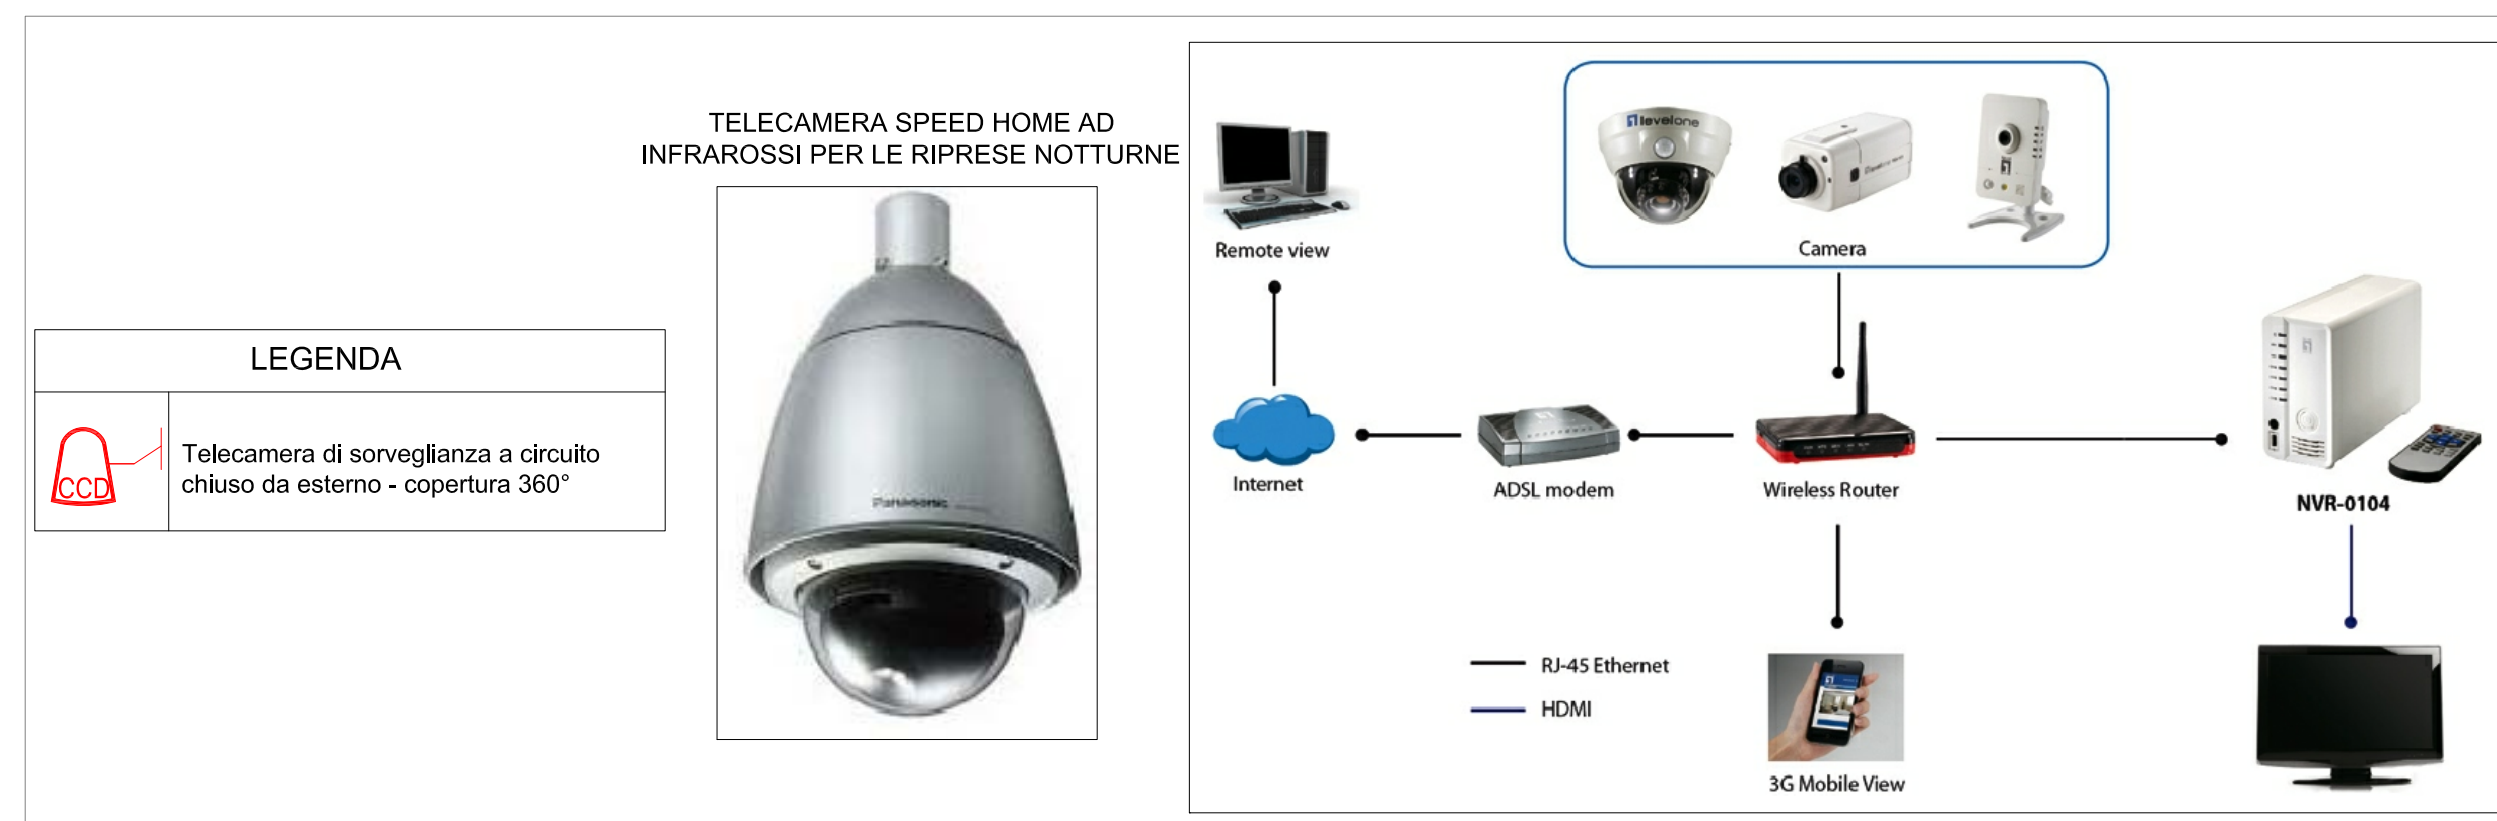 TELECAMERA SPEED HOME AD
INFRAROSSI PER LE RIPRESE NOTTURNE
LEGENDA
CCD
Telecamera di sorveglianza a circuito
chiuso da esterno - copertura 360°
Panasonic
levelone
Camera
Remote view
Internet
ADSL modem
Wireless Router
NVR-0104
RJ-45 Ethernet
HDMI
3G Mobile View